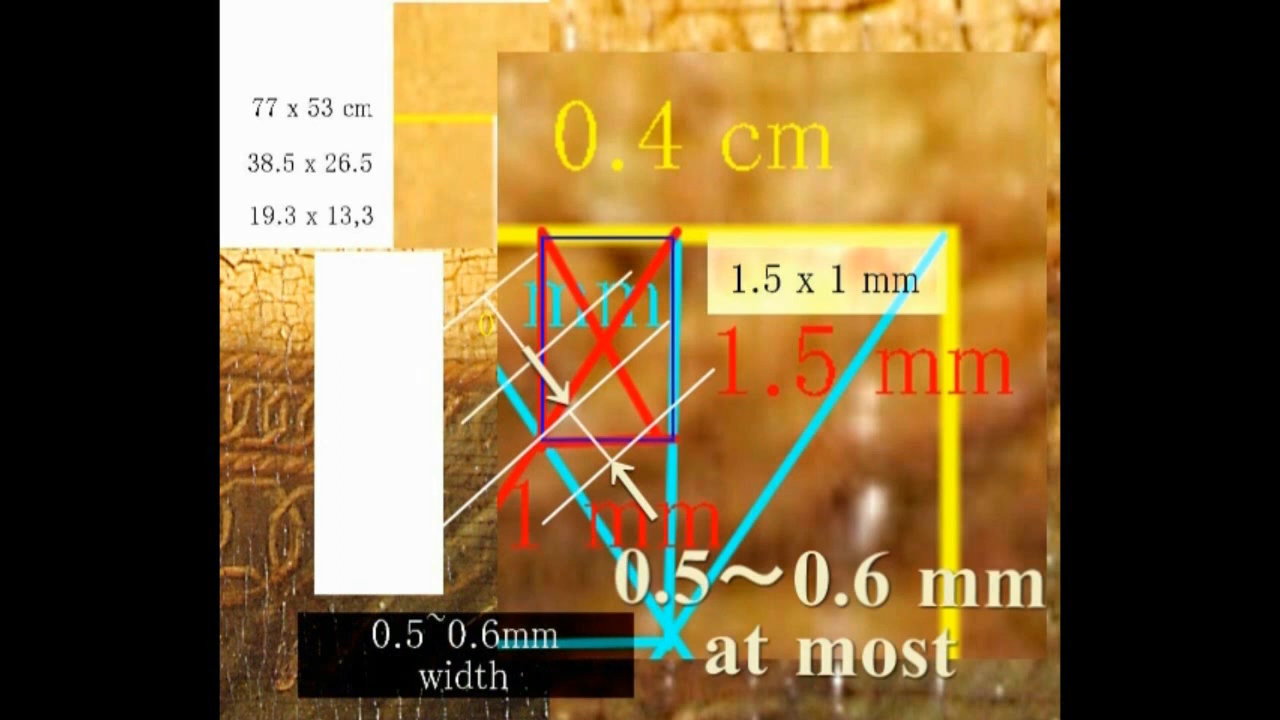 77 x 53 cm
38.5 x 26.5
19.3 x 13,3
0.4 cm
1.5 x 1 mm
mm
1.5 mm
1 mm
0.5～0.6 mm
at most
0.5~0.6mm
width